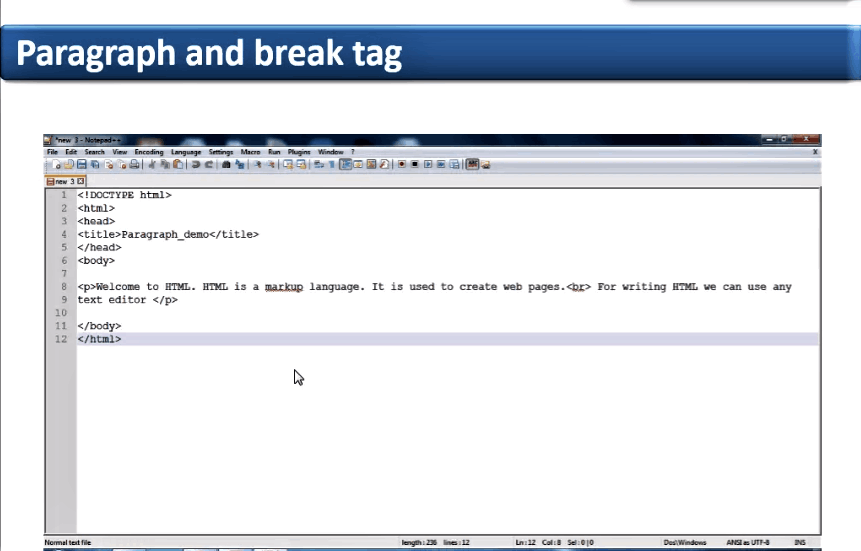 Paragraph and break tag
*new 3 - Notepad++
File Edit Search View Encoding Language Settings Macro Run Plugins Window ? X
new 3
1 <!DOCTYPE html>
2 <html>
3 <head>
4 <title>Paragraph_demo</title>
5 </head>
6 <body>
7
8 <p>Welcome to HTML. HTML is a markup language. It is used to create web pages.<br> For writing HTML we can use any
9 text editor </p>
10
11 </body>
12 </html>
Normal text file length : 236 lines : 12 Ln : 12 Col : 8 Sel : 0 | 0 Dos\Windows ANSI as UTF-8 INS